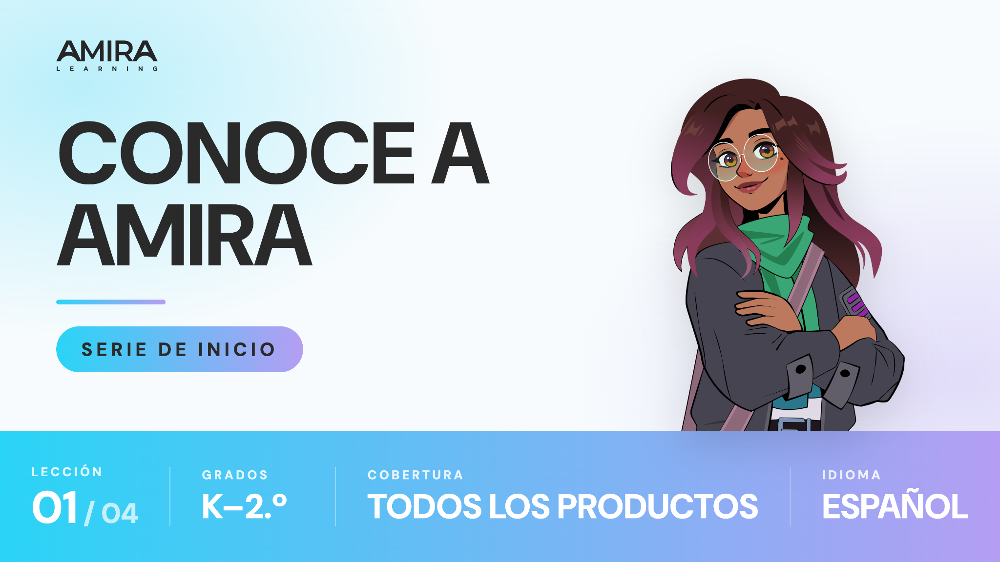 AMIRA
LEARNING
CONOCE A
AMIRA
SERIE DE INICIO
LECCIÓN
01 / 04
GRADOS
K–2.º
COBERTURA
TODOS LOS PRODUCTOS
IDIOMA
ESPAÑOL